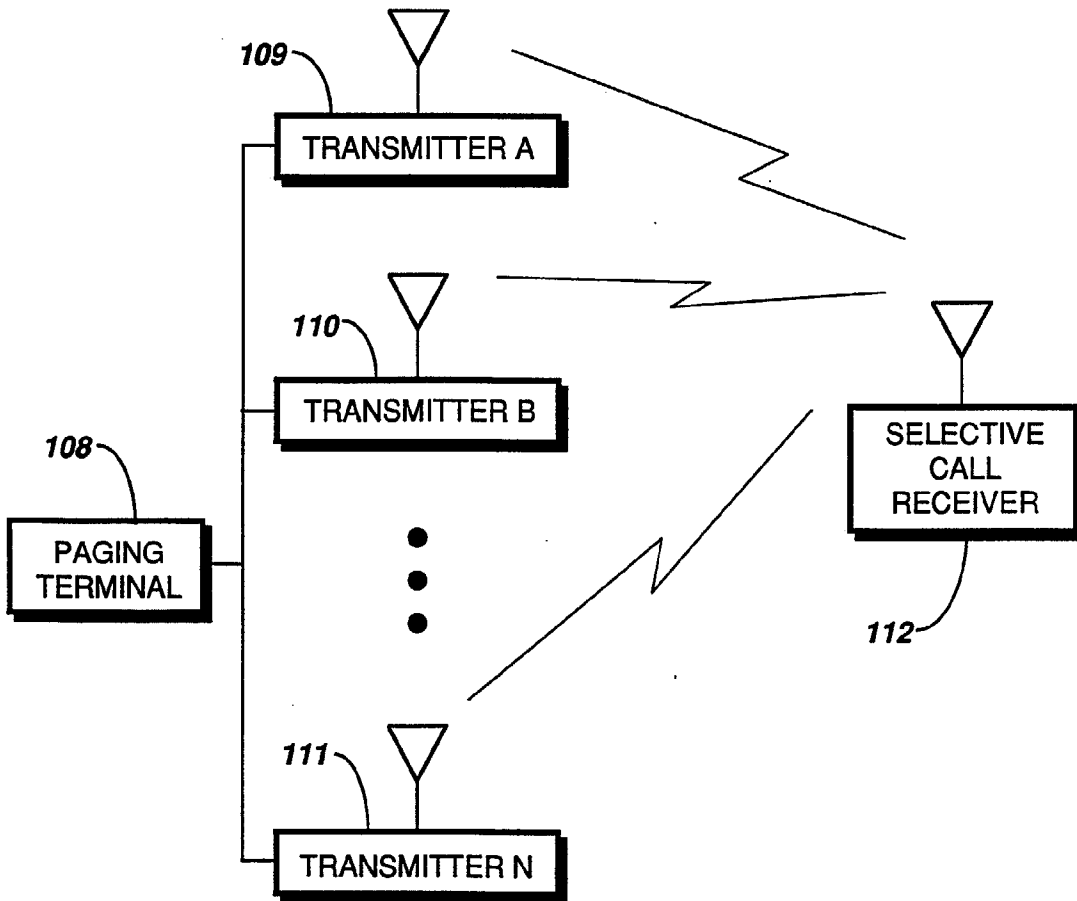 109
TRANSMITTER A
110
TRANSMITTER B
108
PAGING
TERMINAL
SELECTIVE
CALL
RECEIVER
112
111
TRANSMITTER N